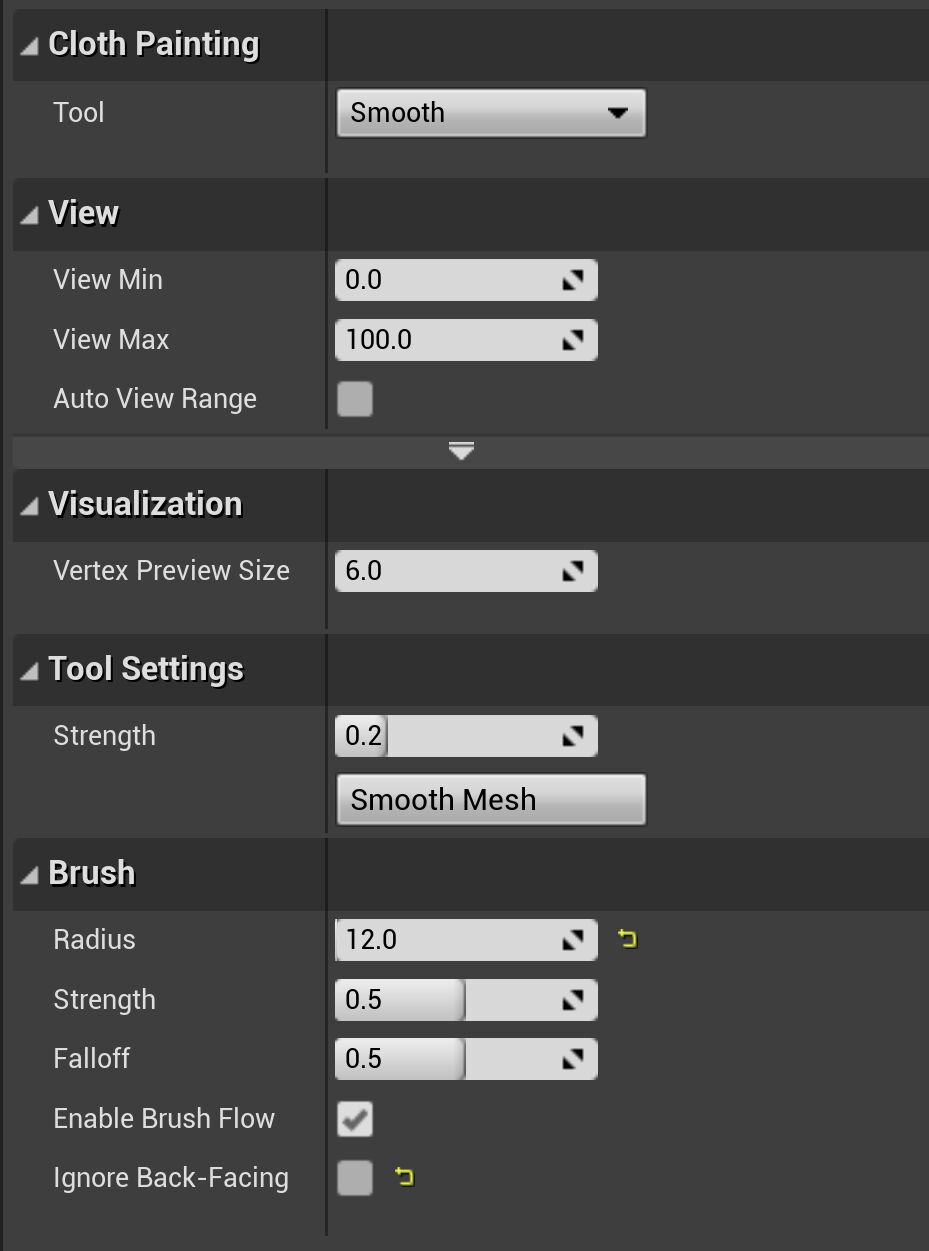 Cloth Painting
Tool Smooth
View
View Min 0.0
View Max 100.0
Auto View Range
Visualization
Vertex Preview Size 6.0
Tool Settings
Strength 0.2
Smooth Mesh
Brush
Radius 12.0
Strength 0.5
Falloff 0.5
Enable Brush Flow
Ignore Back-Facing